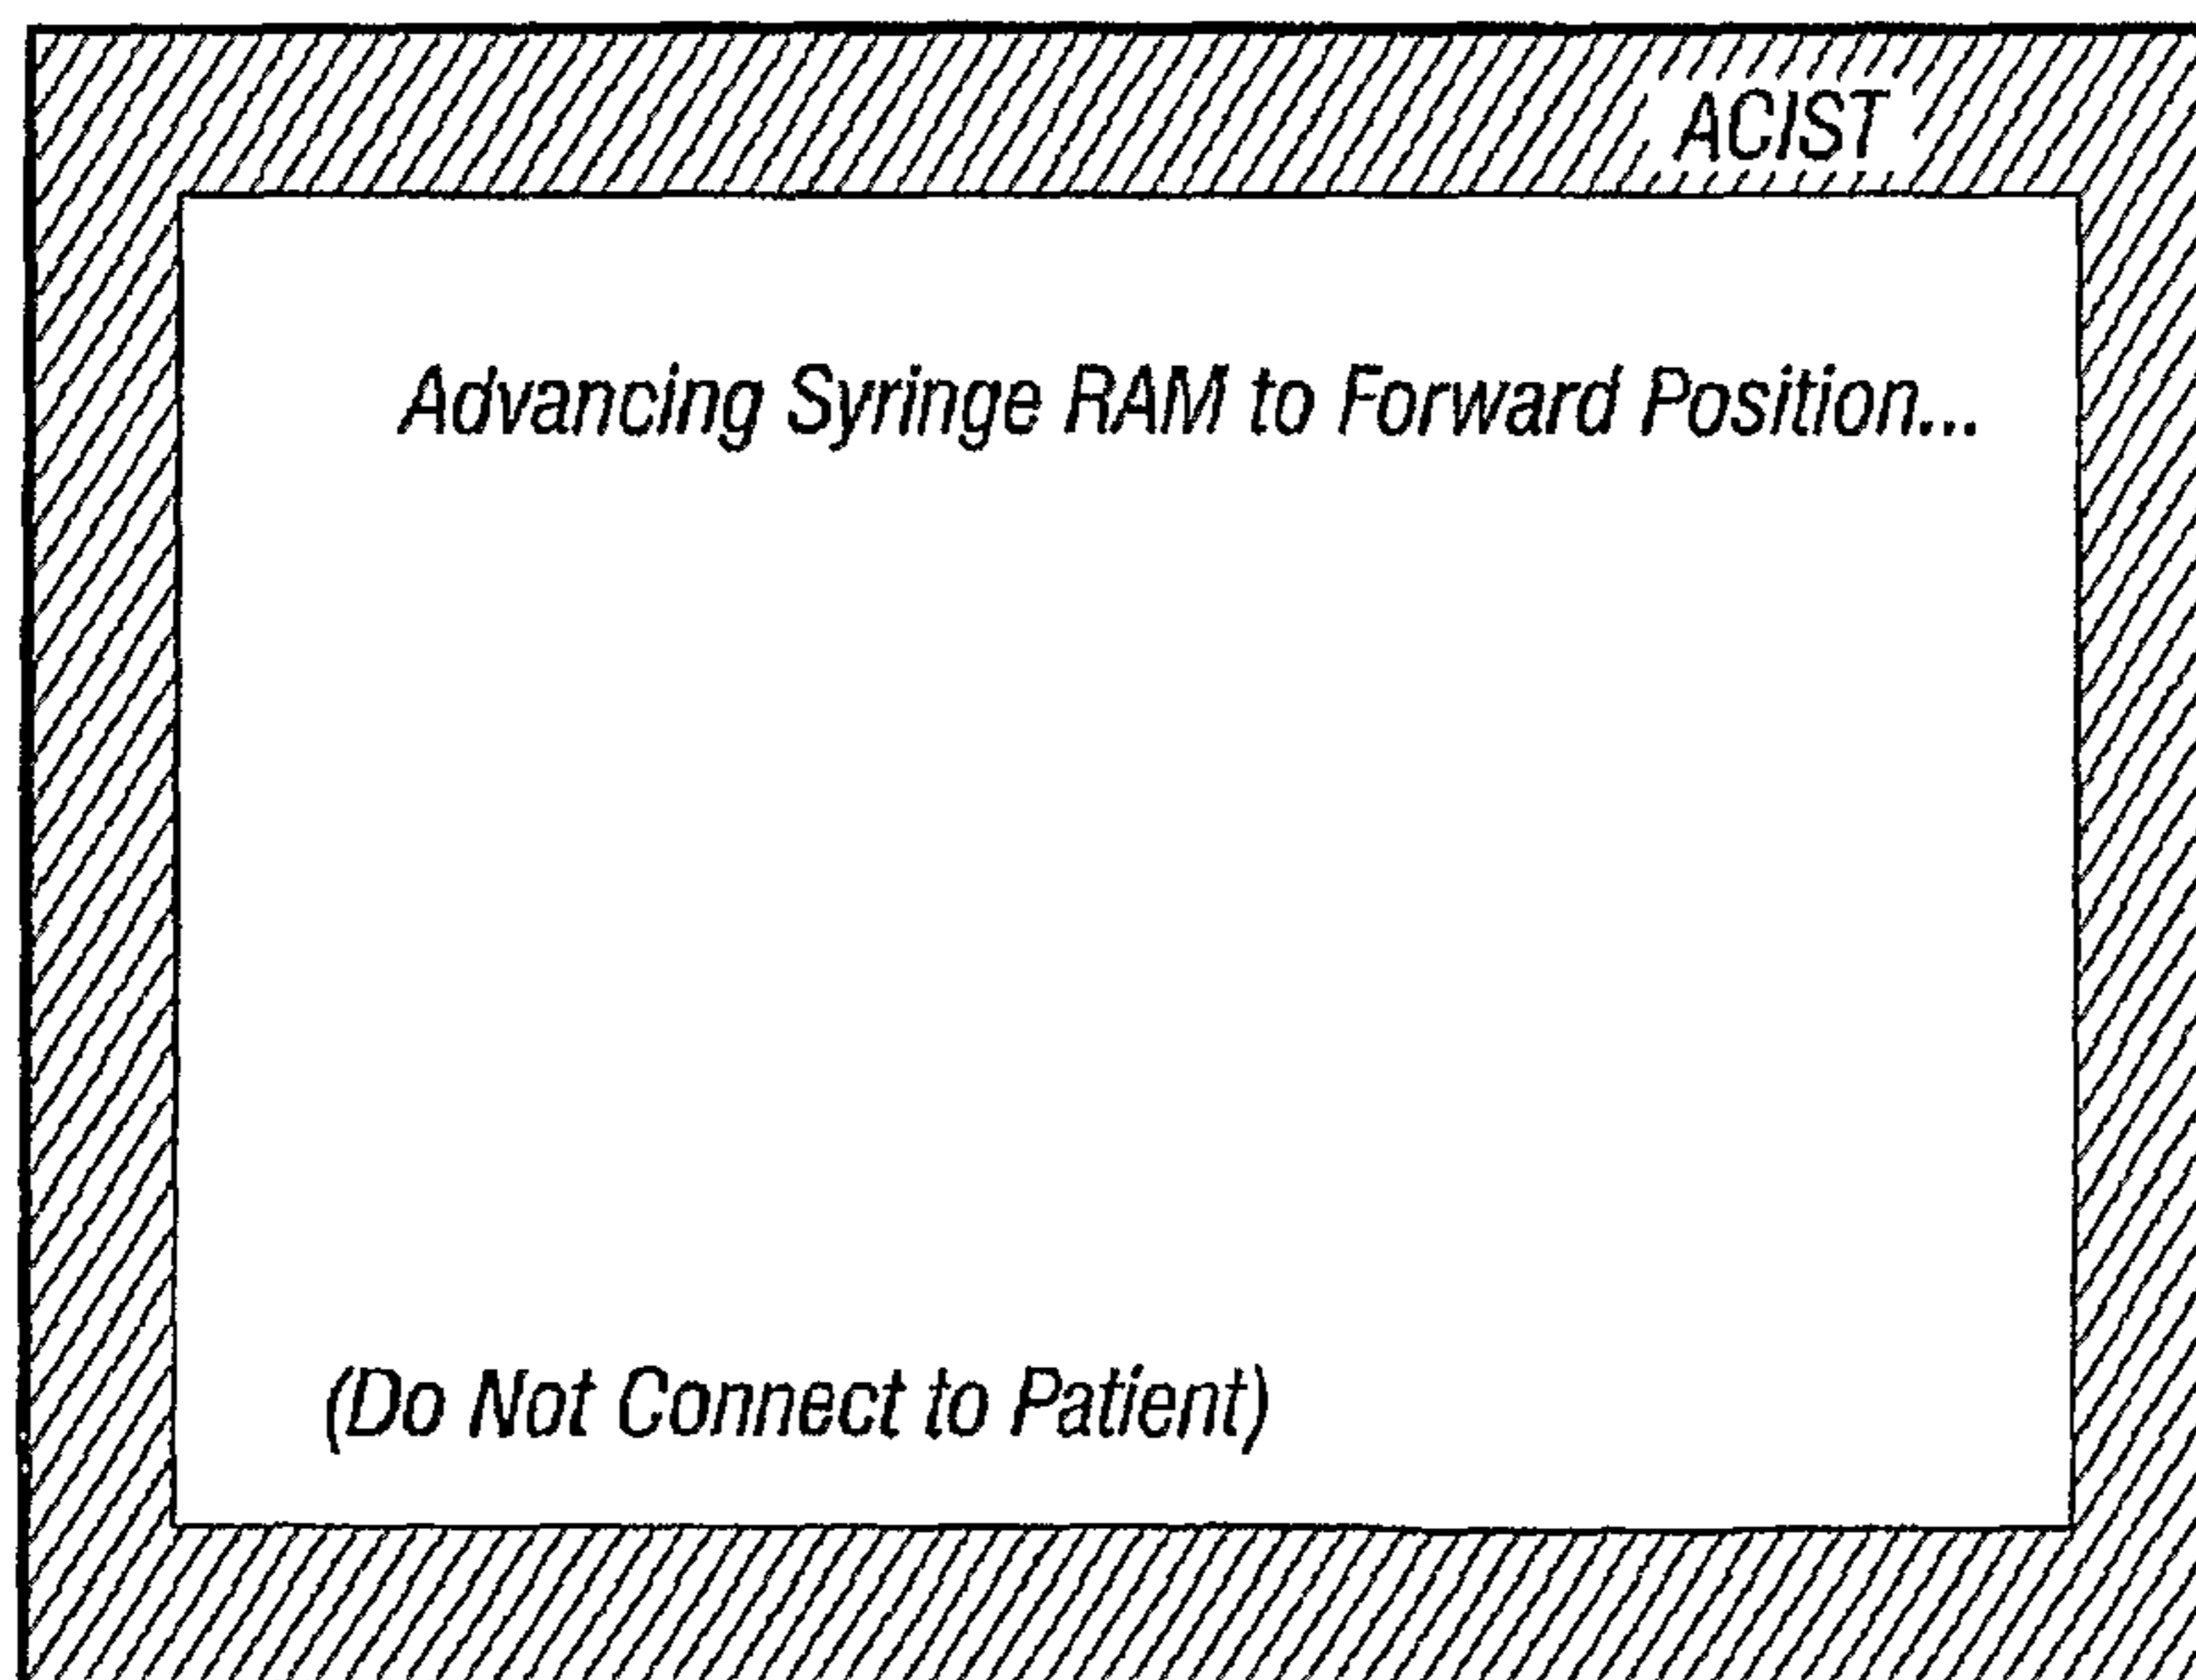 ACIST
Advancing Syringe RAM to Forward Position...
(Do Not Connect to Patient)